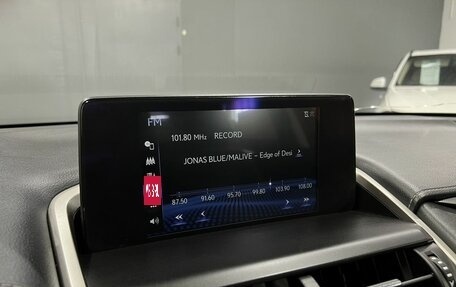 FM
101.80 MHz RECORD
JONAS BLUE/MALIVE – Edge of Desi
87.50 91.60 95.70 99.80 103.90 108.00